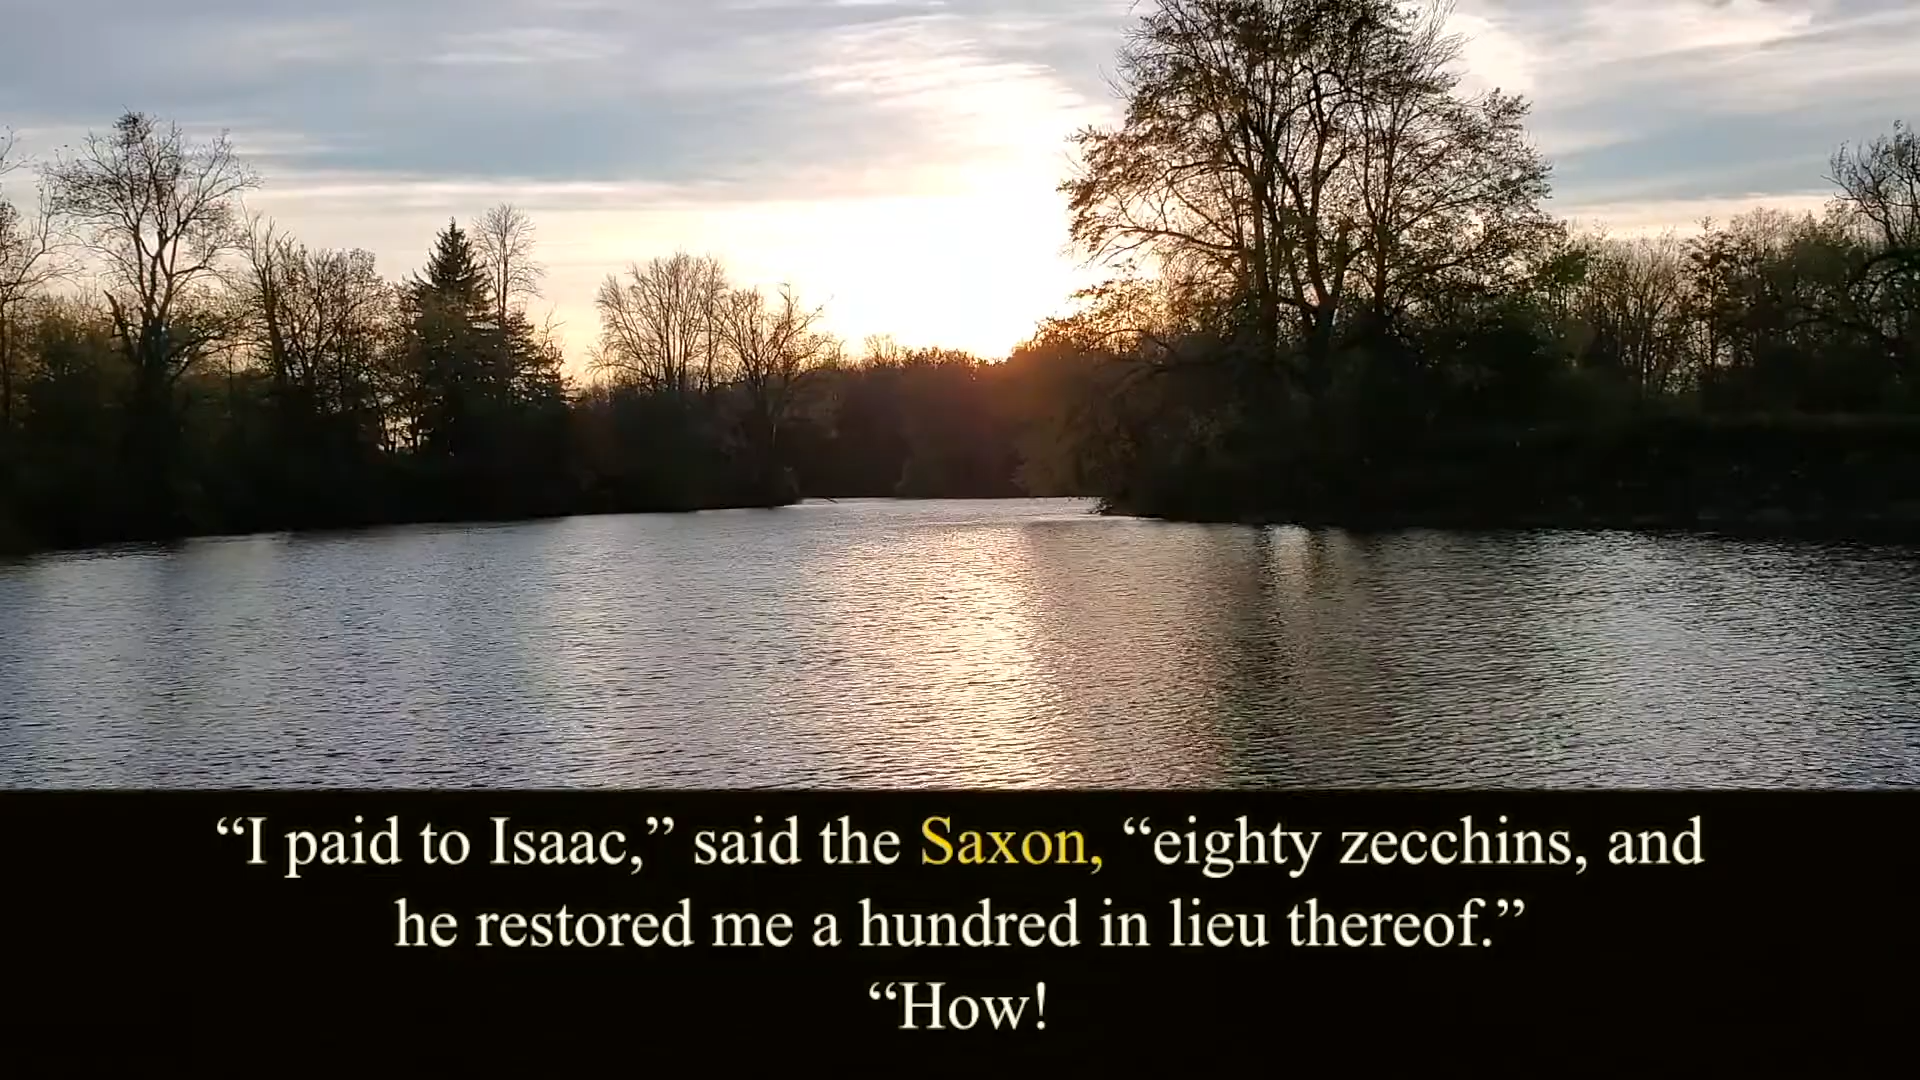 “I paid to Isaac,” said the Saxon, “eighty zecchins, and
he restored me a hundred in lieu thereof.”
“How!